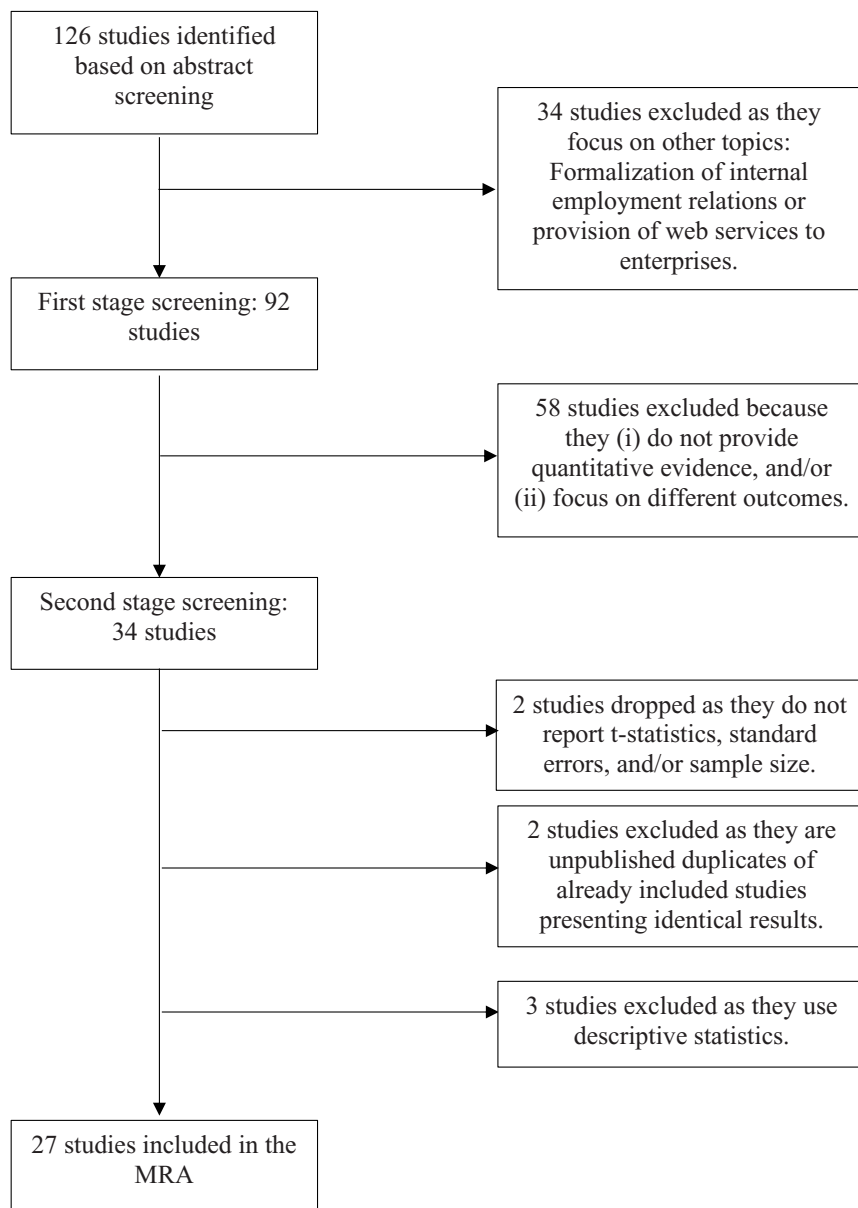 126 studies identified
based on abstract
screening
34 studies excluded as they
focus on other topics:
Formalization of internal
employment relations or
provision of web services to
enterprises.
First stage screening: 92
studies
58 studies excluded because
they (i) do not provide
quantitative evidence, and/or
(ii) focus on different outcomes.
Second stage screening:
34 studies
2 studies dropped as they do not
report t-statistics, standard
errors, and/or sample size.
2 studies excluded as they are
unpublished duplicates of
already included studies
presenting identical results.
3 studies excluded as they use
descriptive statistics.
27 studies included in the
MRA